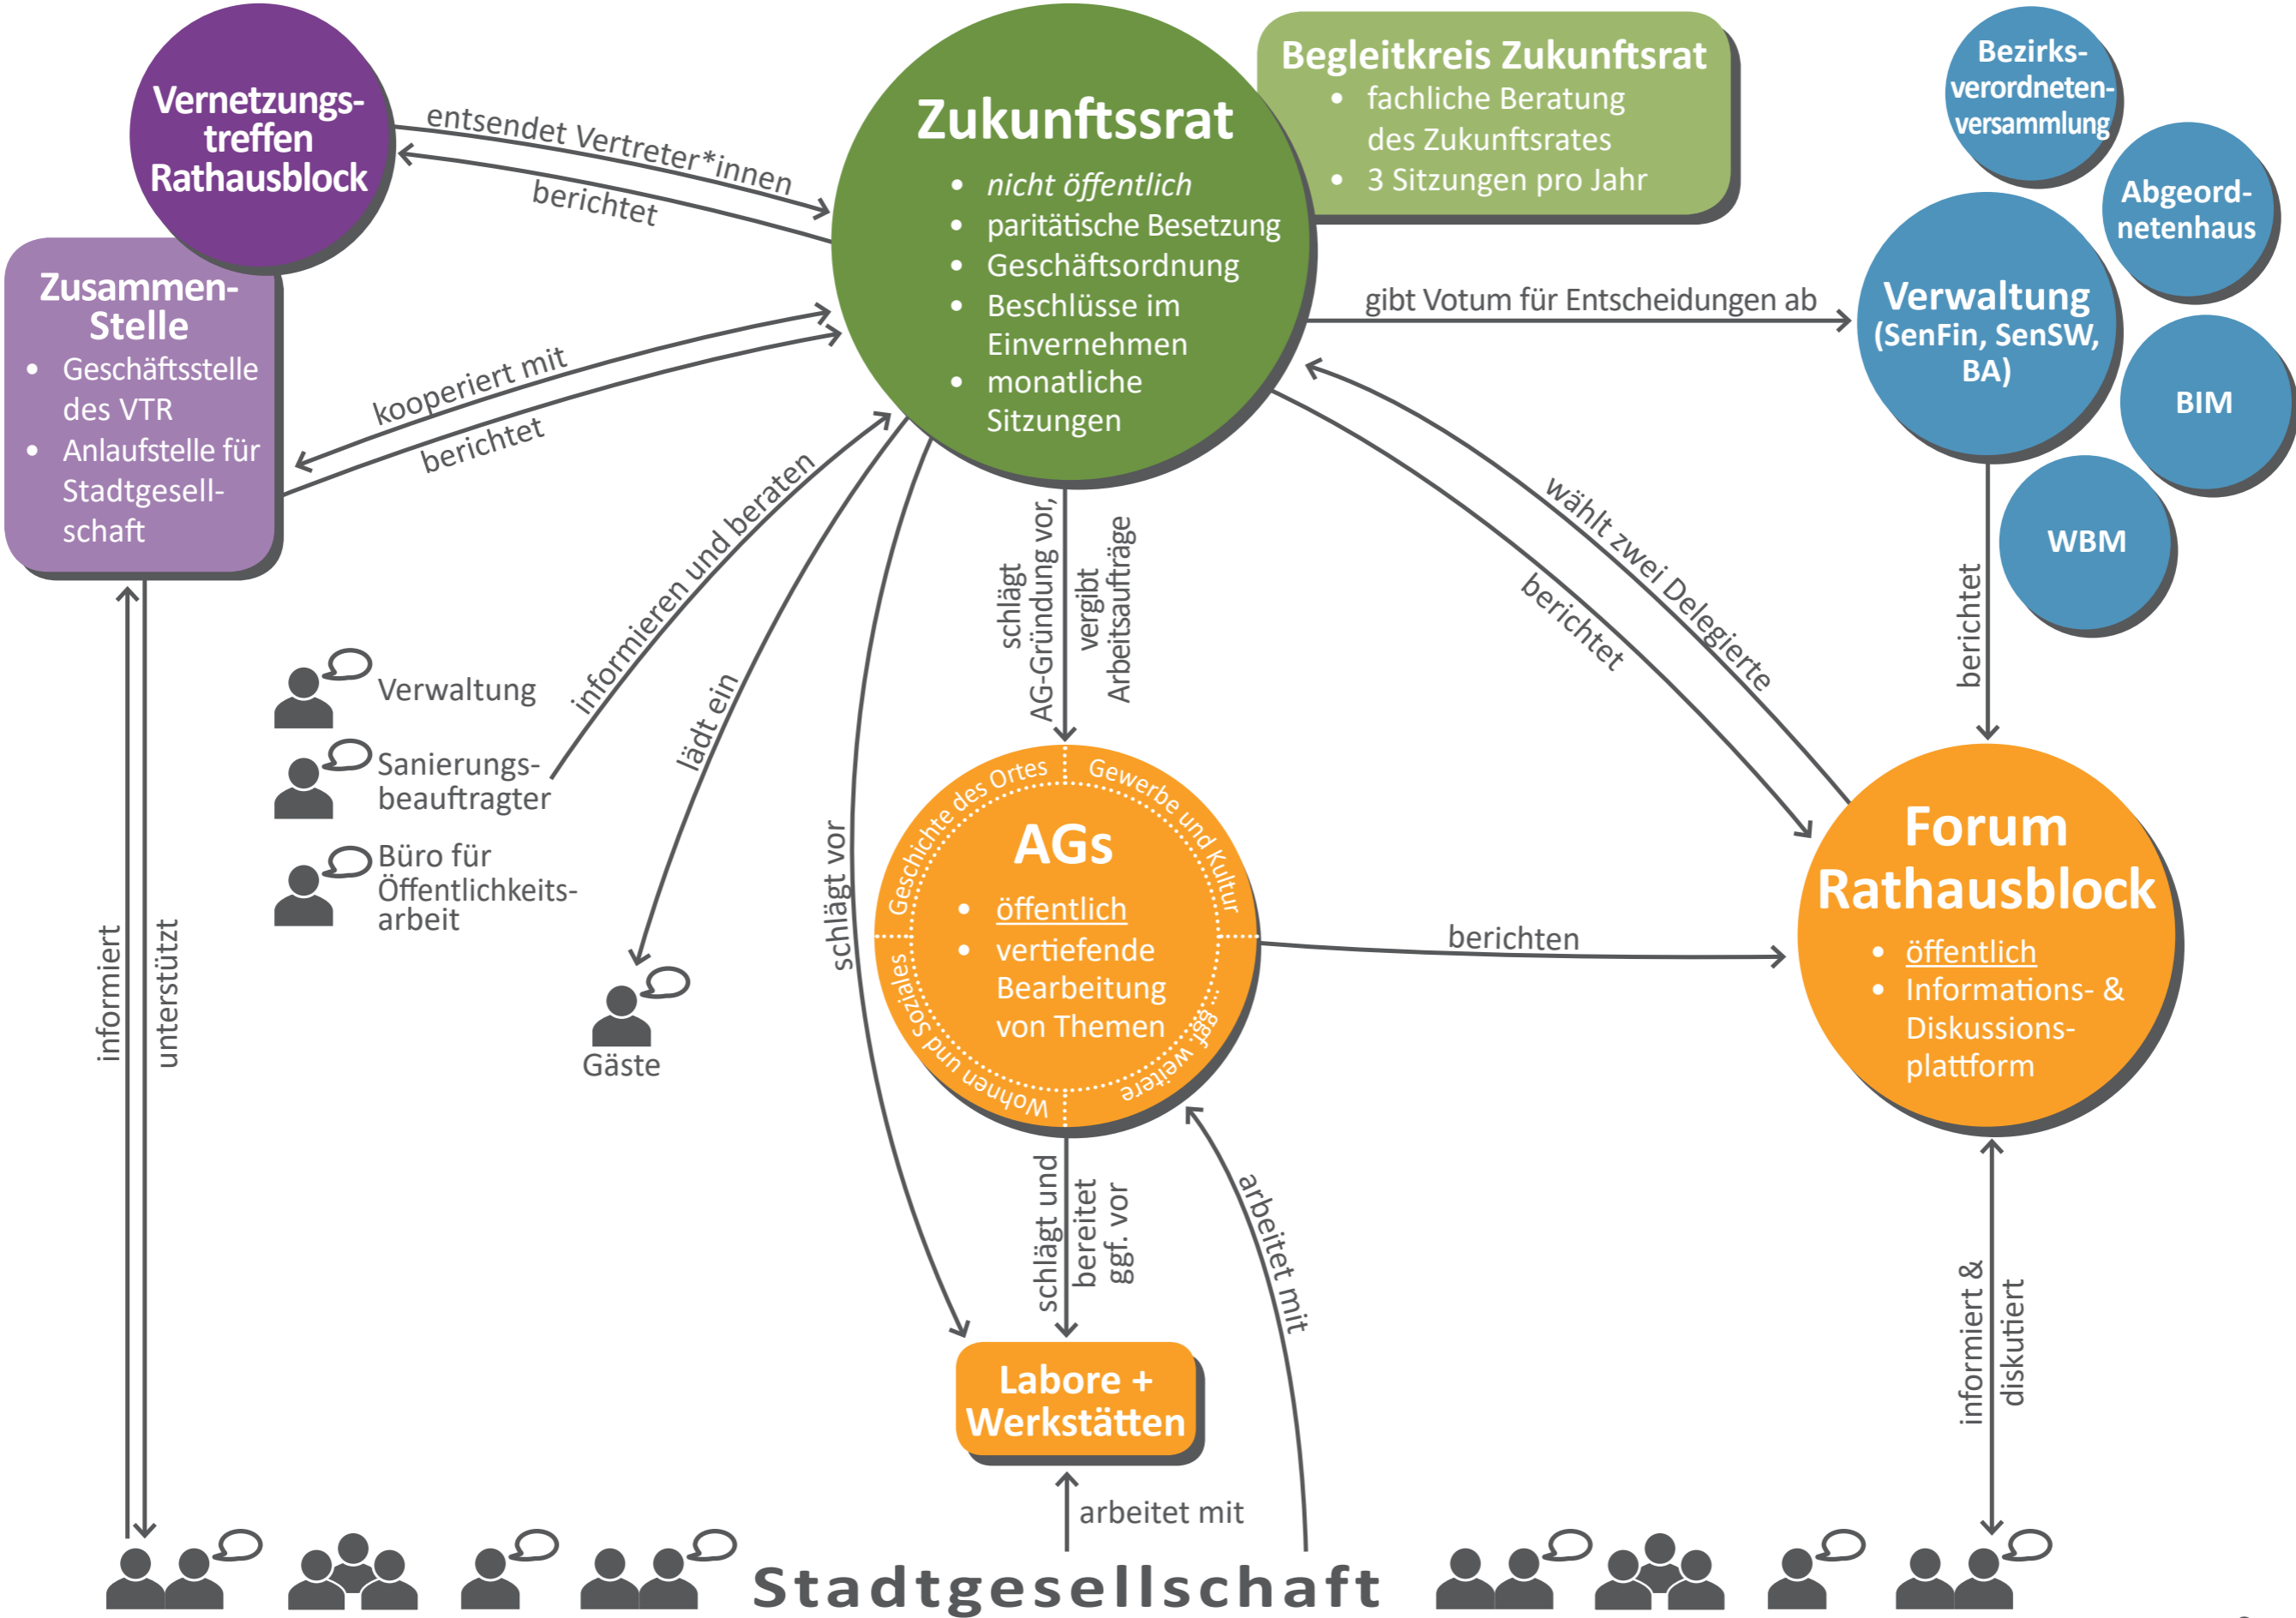 Vernetzungs-
treffen
Rathausblock
Zusammen-
Stelle
• Geschäftsstelle
des VTR
• Anlaufstelle für
Stadtgesell-
schaft
entsendet Vertreter*innen
berichtet
kooperiert mit
berichtet
Zukunftssrat
• nicht öffentlich
• paritätische Besetzung
• Geschäftsordnung
• Beschlüsse im
Einvernehmen
• monatliche
Sitzungen
Begleitkreis Zukunftsrat
• fachliche Beratung
des Zukunftsrates
• 3 Sitzungen pro Jahr
gibt Votum für Entscheidungen ab
Bezirks-
verordneten-
versammlung
Abgeord-
netenhaus
Verwaltung
(SenFin, SenSW,
BA)
BIM
WBM
berichtet
wählt zwei Delegierte
berichtet
informieren und beraten
Verwaltung
Sanierungs-
beauftragter
Büro für
Öffentlichkeits-
arbeit
lädt ein
Gäste
schlägt vor
schlägt
AG-Gründung vor,
vergibt
Arbeitsaufträge
Geschichte des Ortes
Gewerbe und Kultur
Wohnen und Soziales
ggf. weitere ...
AGs
• öffentlich
• vertiefende
Bearbeitung
von Themen
berichten
Forum
Rathausblock
• öffentlich
• Informations- &
Diskussions-
plattform
schlägt und
bereitet
ggf. vor
arbeitet mit
Labore +
Werkstätten
arbeitet mit
informiert
unterstützt
informiert &
diskutiert
Stadtgesellschaft